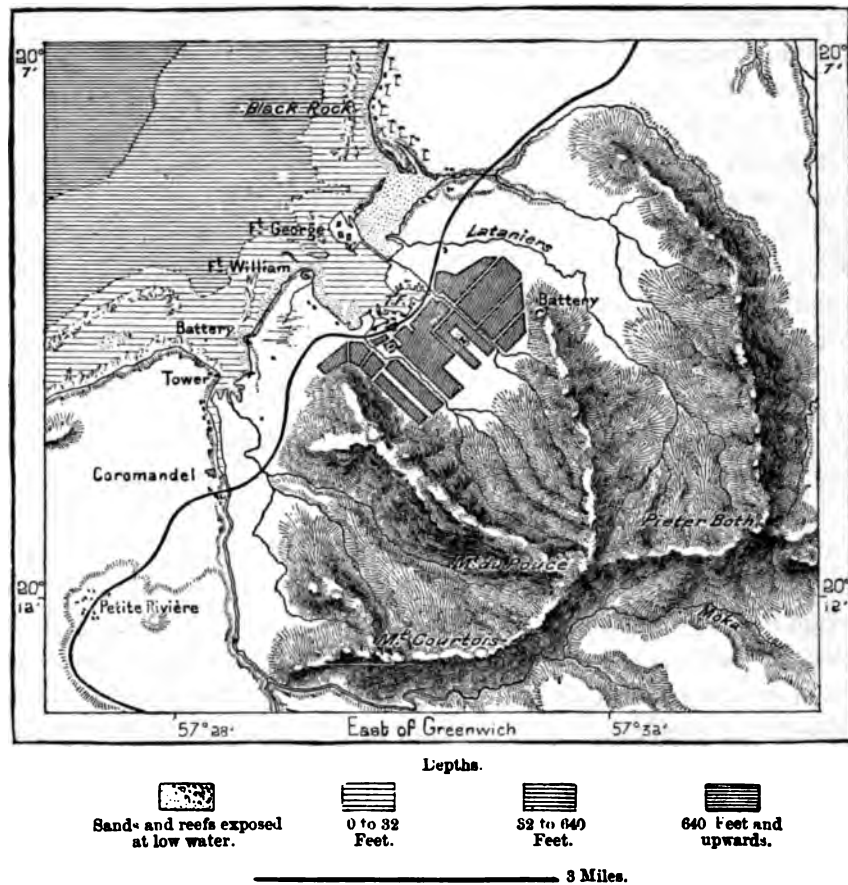 20°
7'
20°
7'
Black Rock
Ft. George
Lataniers
Ft. William
Battery
Battery
Tower
Coromandel
Pieter Both
Mt. du Pouce
20°
12'
20°
12'
Petite Rivière
Moka
Mt. Courtois
57° 28'
East of Greenwich
57° 32'
Depths.
Sands and reefs exposed
at low water.
0 to 32
Feet.
32 to 640
Feet.
640 Feet and
upwards.
3 Miles.